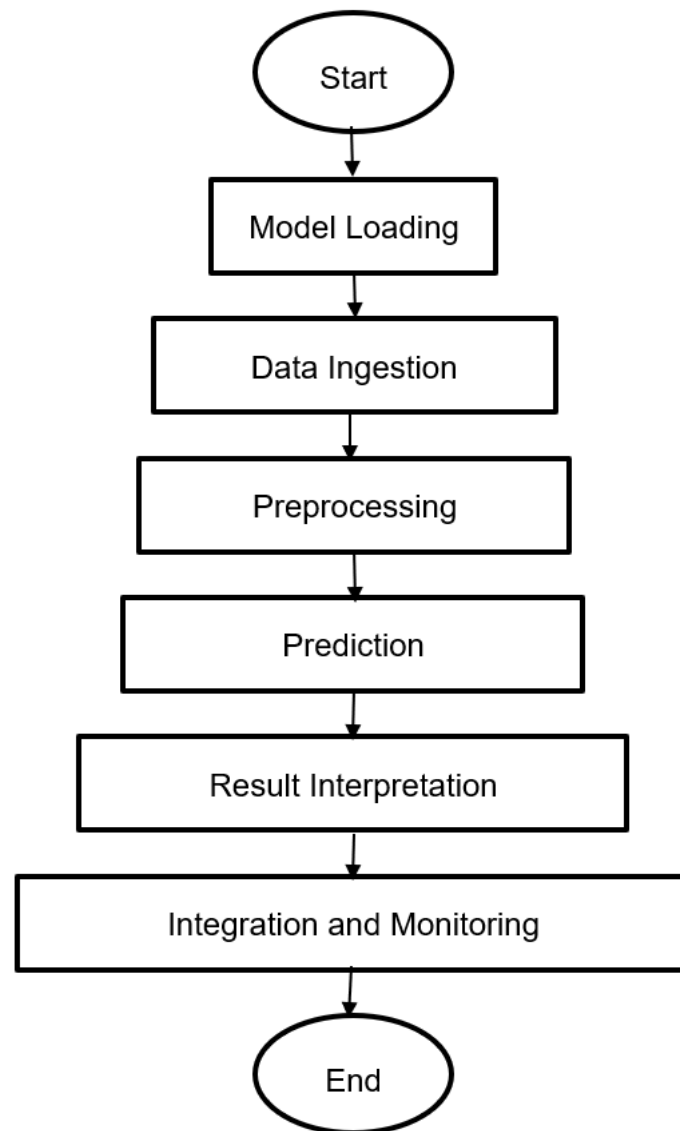 Start
Model Loading
Data Ingestion
Preprocessing
Prediction
Result Interpretation
Integration and Monitoring
End